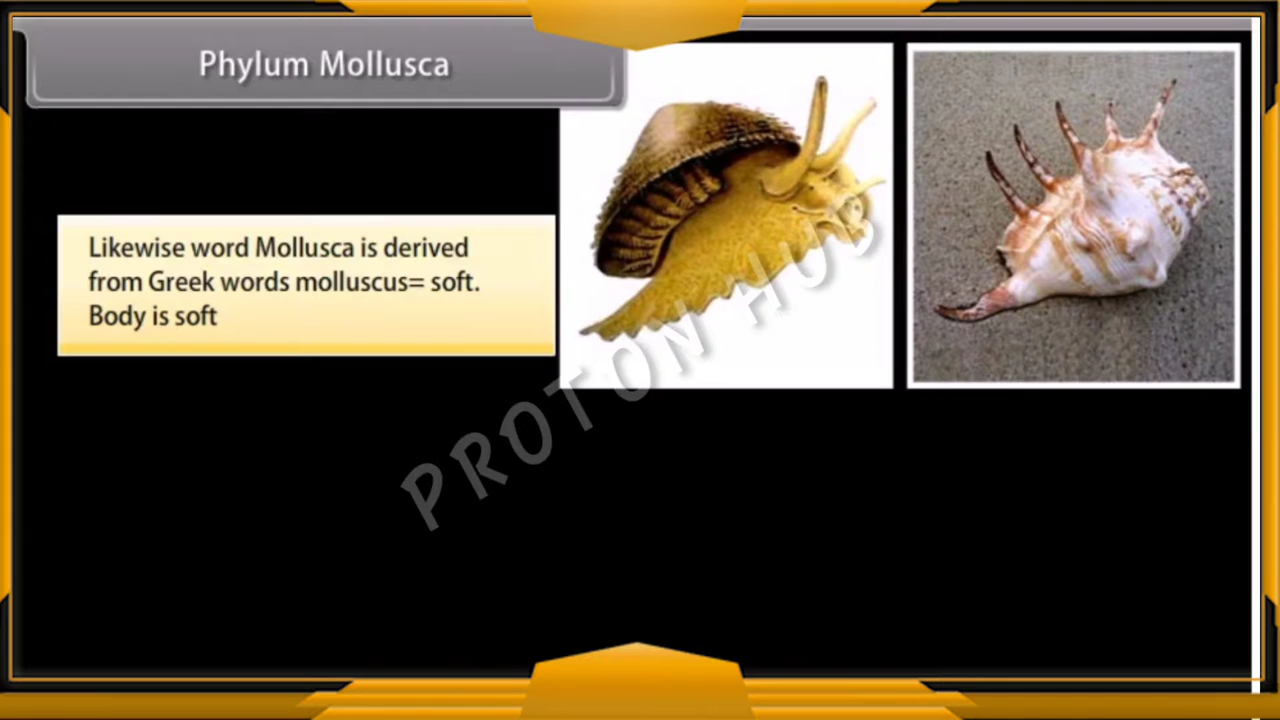 Phylum Mollusca
Likewise word Mollusca is derived
from Greek words molluscus= soft.
Body is soft
PROTON HUB